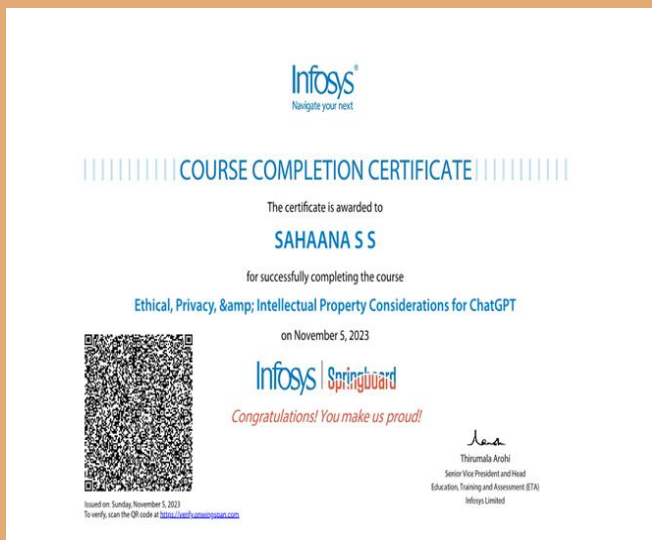 Infosys®
Navigate your next
COURSE COMPLETION CERTIFICATE
The certificate is awarded to
SAHAANA S S
for successfully completing the course
Ethical, Privacy, &amp; Intellectual Property Considerations for ChatGPT
on November 5, 2023
Infosys | Springboard
Congratulations! You make us proud!
Thirumala Arohi
Senior Vice President and Head
Education, Training and Assessment (ETA)
Infosys Limited
Issued on: Sunday, November 5, 2023
To verify, scan the QR code at https://verify.onwingspan.com